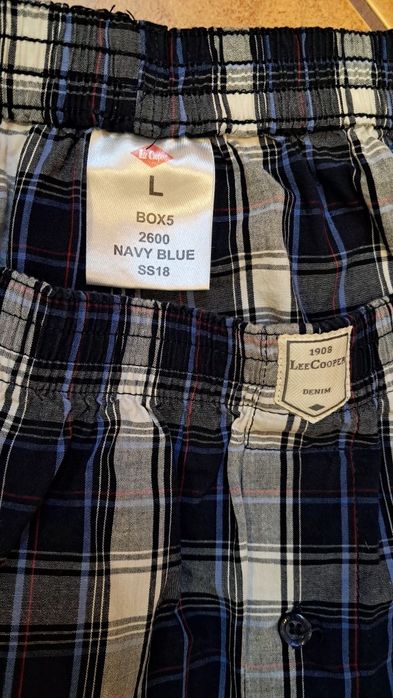 Lee Cooper
L
BOX5
2600
NAVY BLUE
SS18
1908
LEECOOPER
DENIM